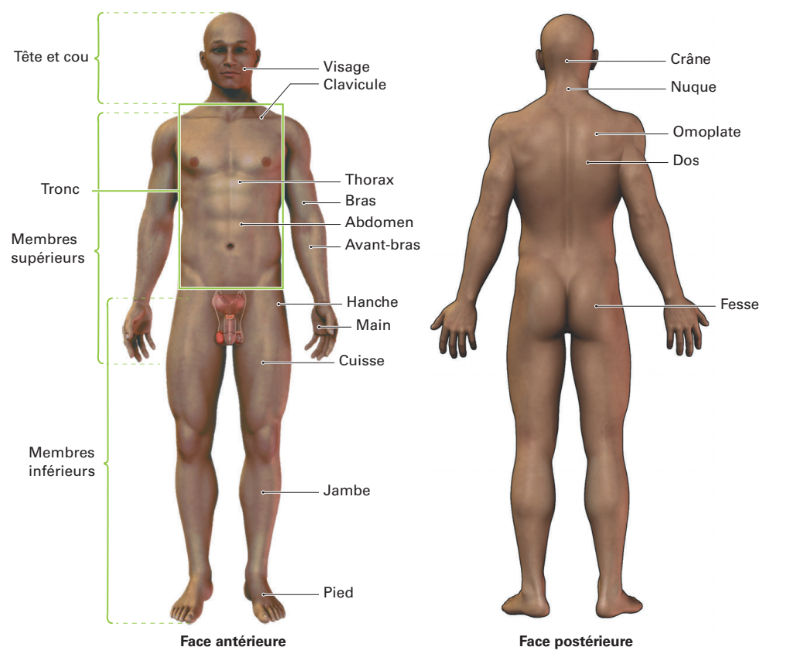 Tête et cou
Visage
Clavicule
Tronc
Thorax
Bras
Abdomen
Avant-bras
Membres
supérieurs
Hanche
Main
Cuisse
Membres
inférieurs
Jambe
Pied
Face antérieure
Crâne
Nuque
Omoplate
Dos
Fesse
Face postérieure